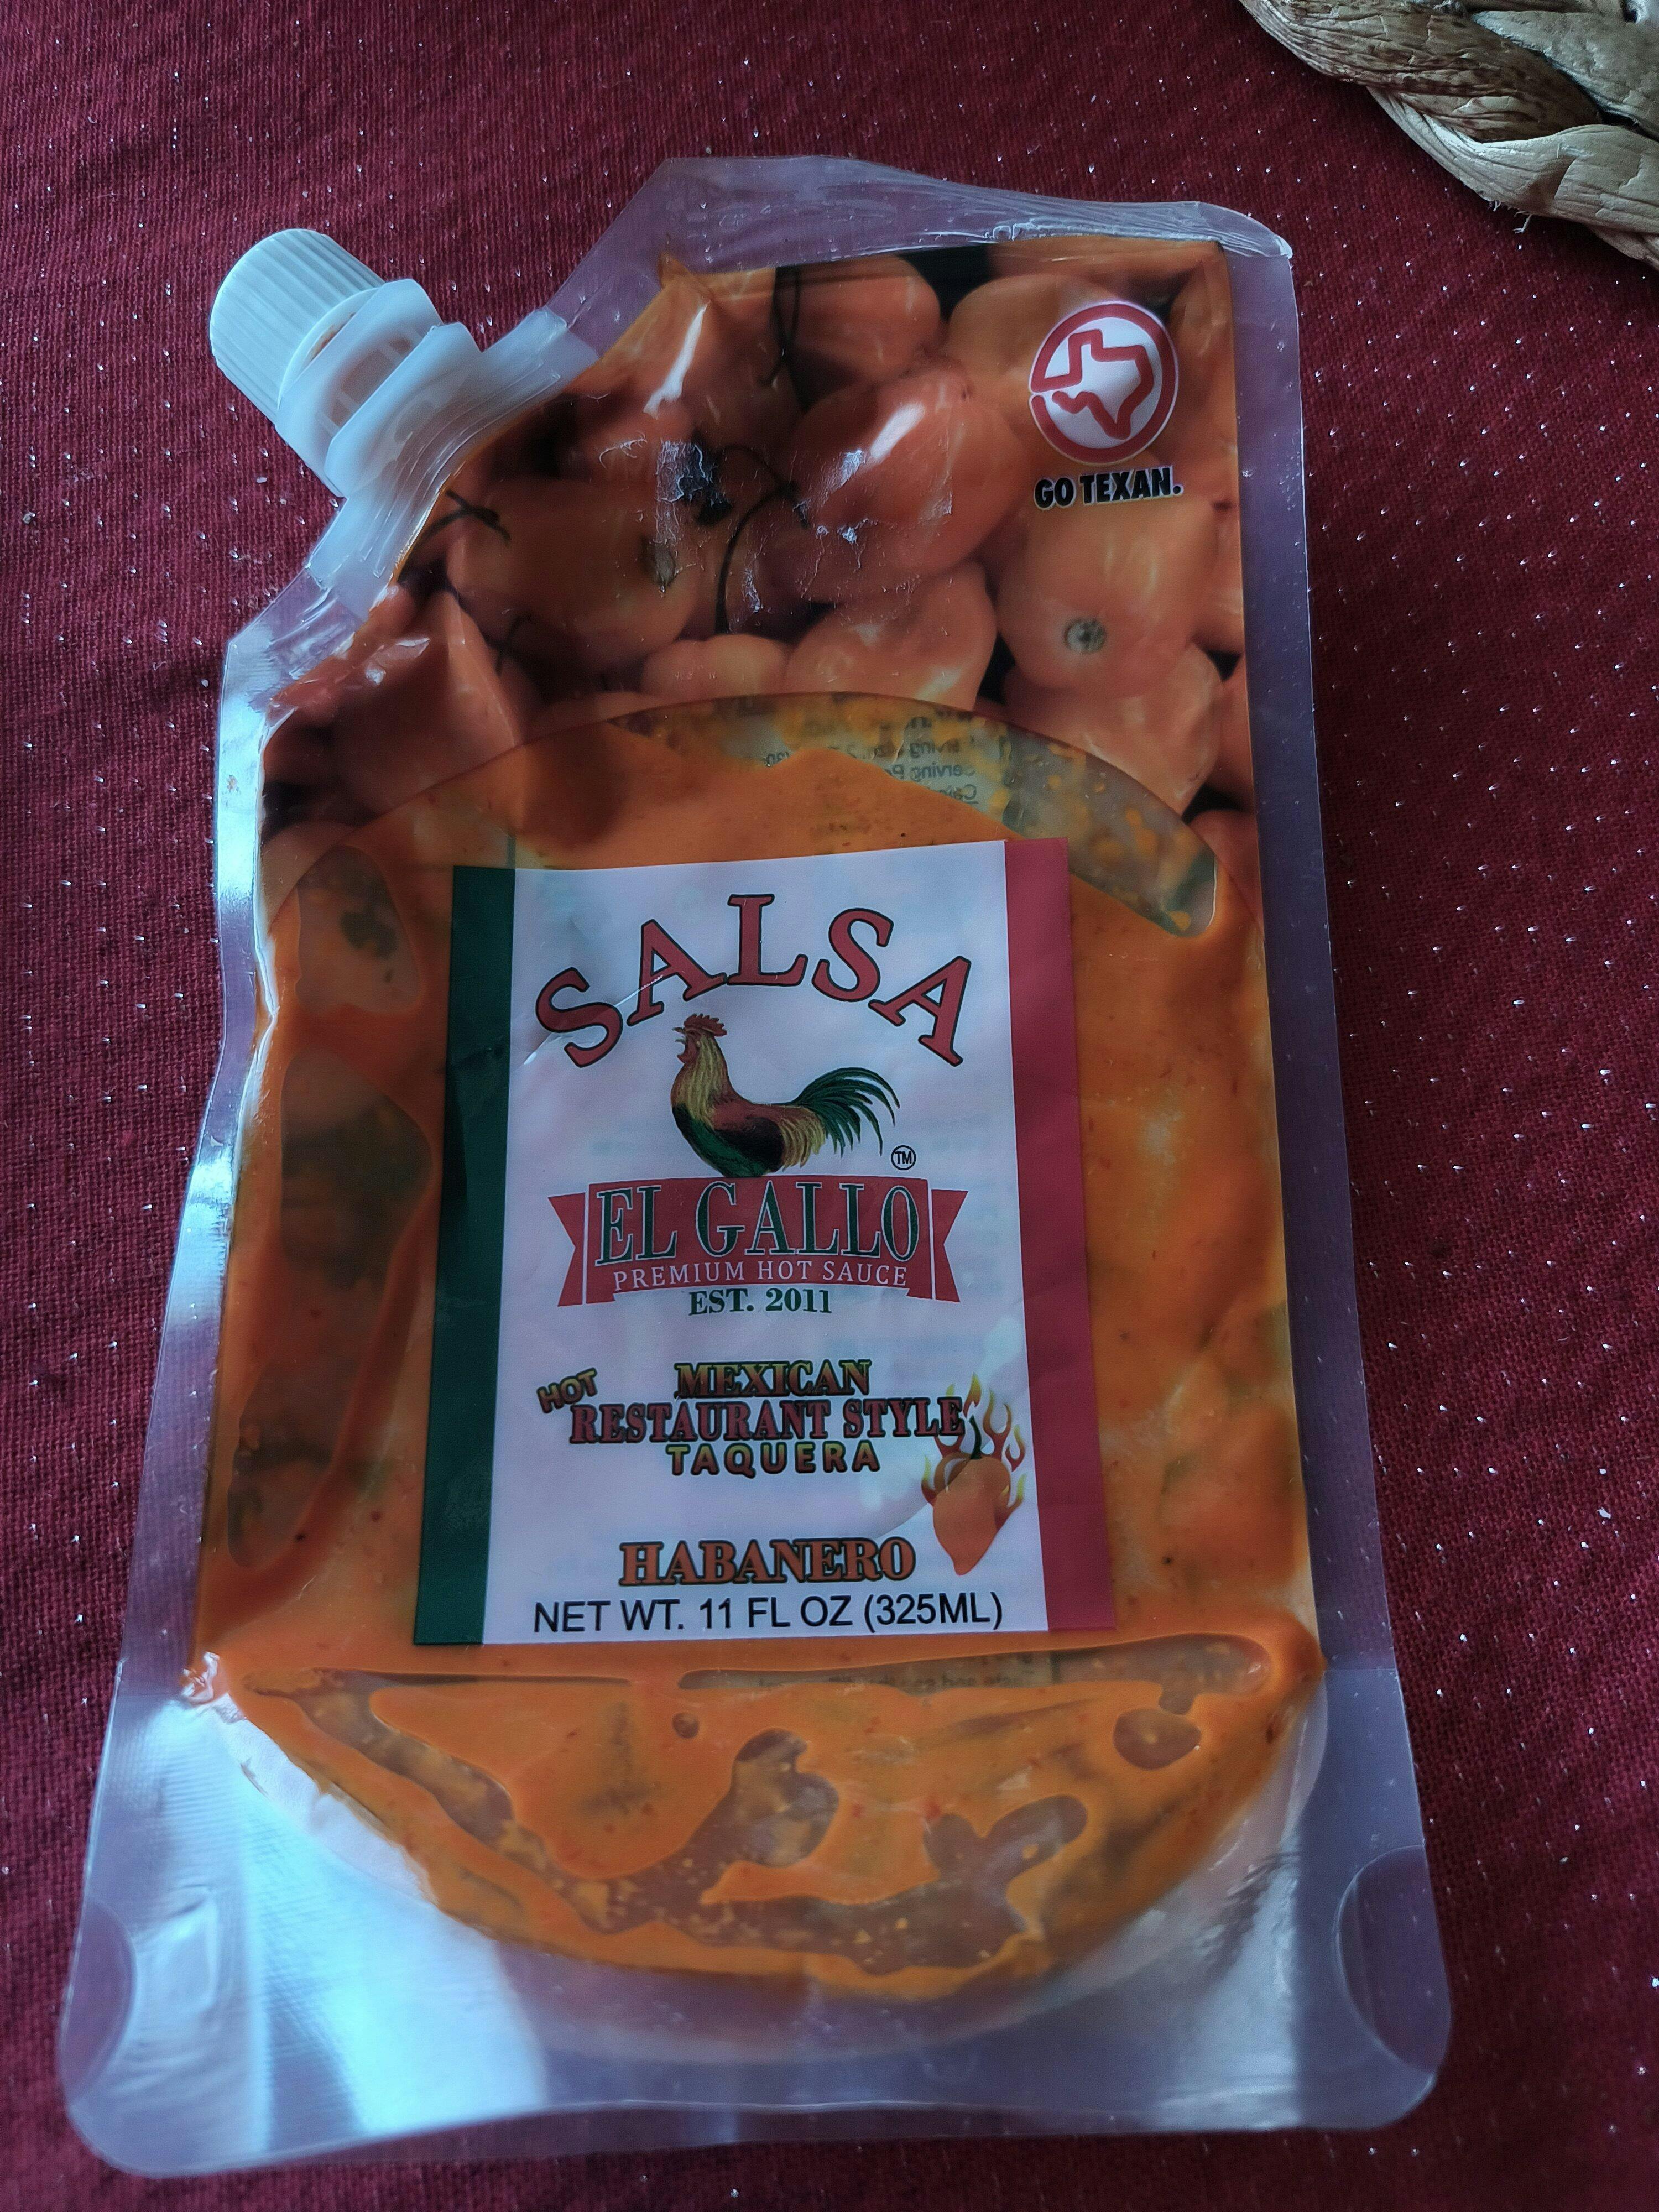 GO TEXAN.
SALSA
TM
EL GALLO
PREMIUM HOT SAUCE
EST. 2011
HOT
MEXICAN
RESTAURANT STYLE
TAQUERA
HABANERO
NET WT. 11 FL OZ (325ML)